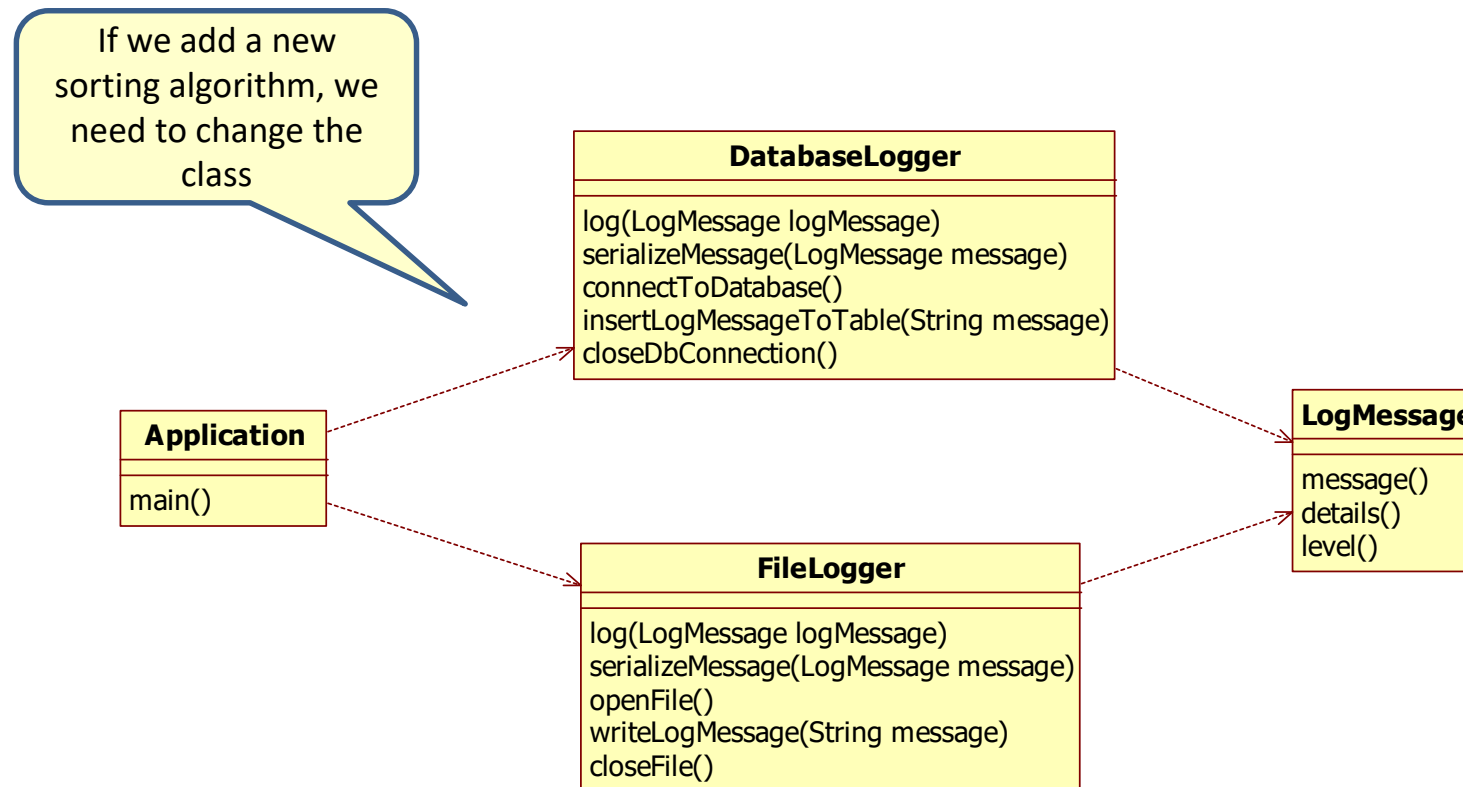 If we add a new
sorting algorithm, we
need to change the
class
DatabaseLogger
log(LogMessage logMessage)
serializeMessage(LogMessage message)
connectToDatabase()
insertLogMessageToTable(String message)
closeDbConnection()
Application
main()
LogMessage
message()
details()
level()
FileLogger
log(LogMessage logMessage)
serializeMessage(LogMessage message)
openFile()
writeLogMessage(String message)
closeFile()